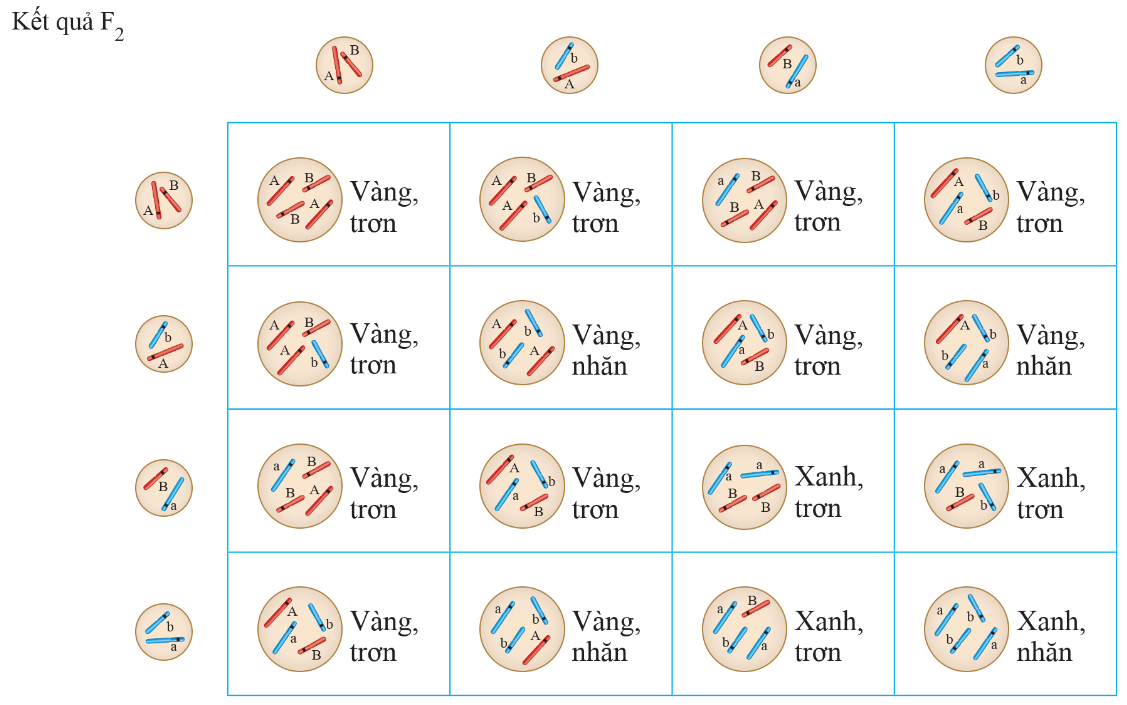 Kết quả F2
A B
b A
B a
b a
A B
A B B A
Vàng,
trơn
A B A b
Vàng,
trơn
a B B A
Vàng,
trơn
A b a B
Vàng,
trơn
b A
A B A b
Vàng,
trơn
A b b A
Vàng,
nhăn
A b a B
Vàng,
trơn
A b b a
Vàng,
nhăn
B a
a B B A
Vàng,
trơn
A b a B
Vàng,
trơn
a a B B
Xanh,
trơn
a a B b
Xanh,
trơn
b a
A b a B
Vàng,
trơn
a b b A
Vàng,
nhăn
a B b a
Xanh,
trơn
a b b a
Xanh,
nhăn